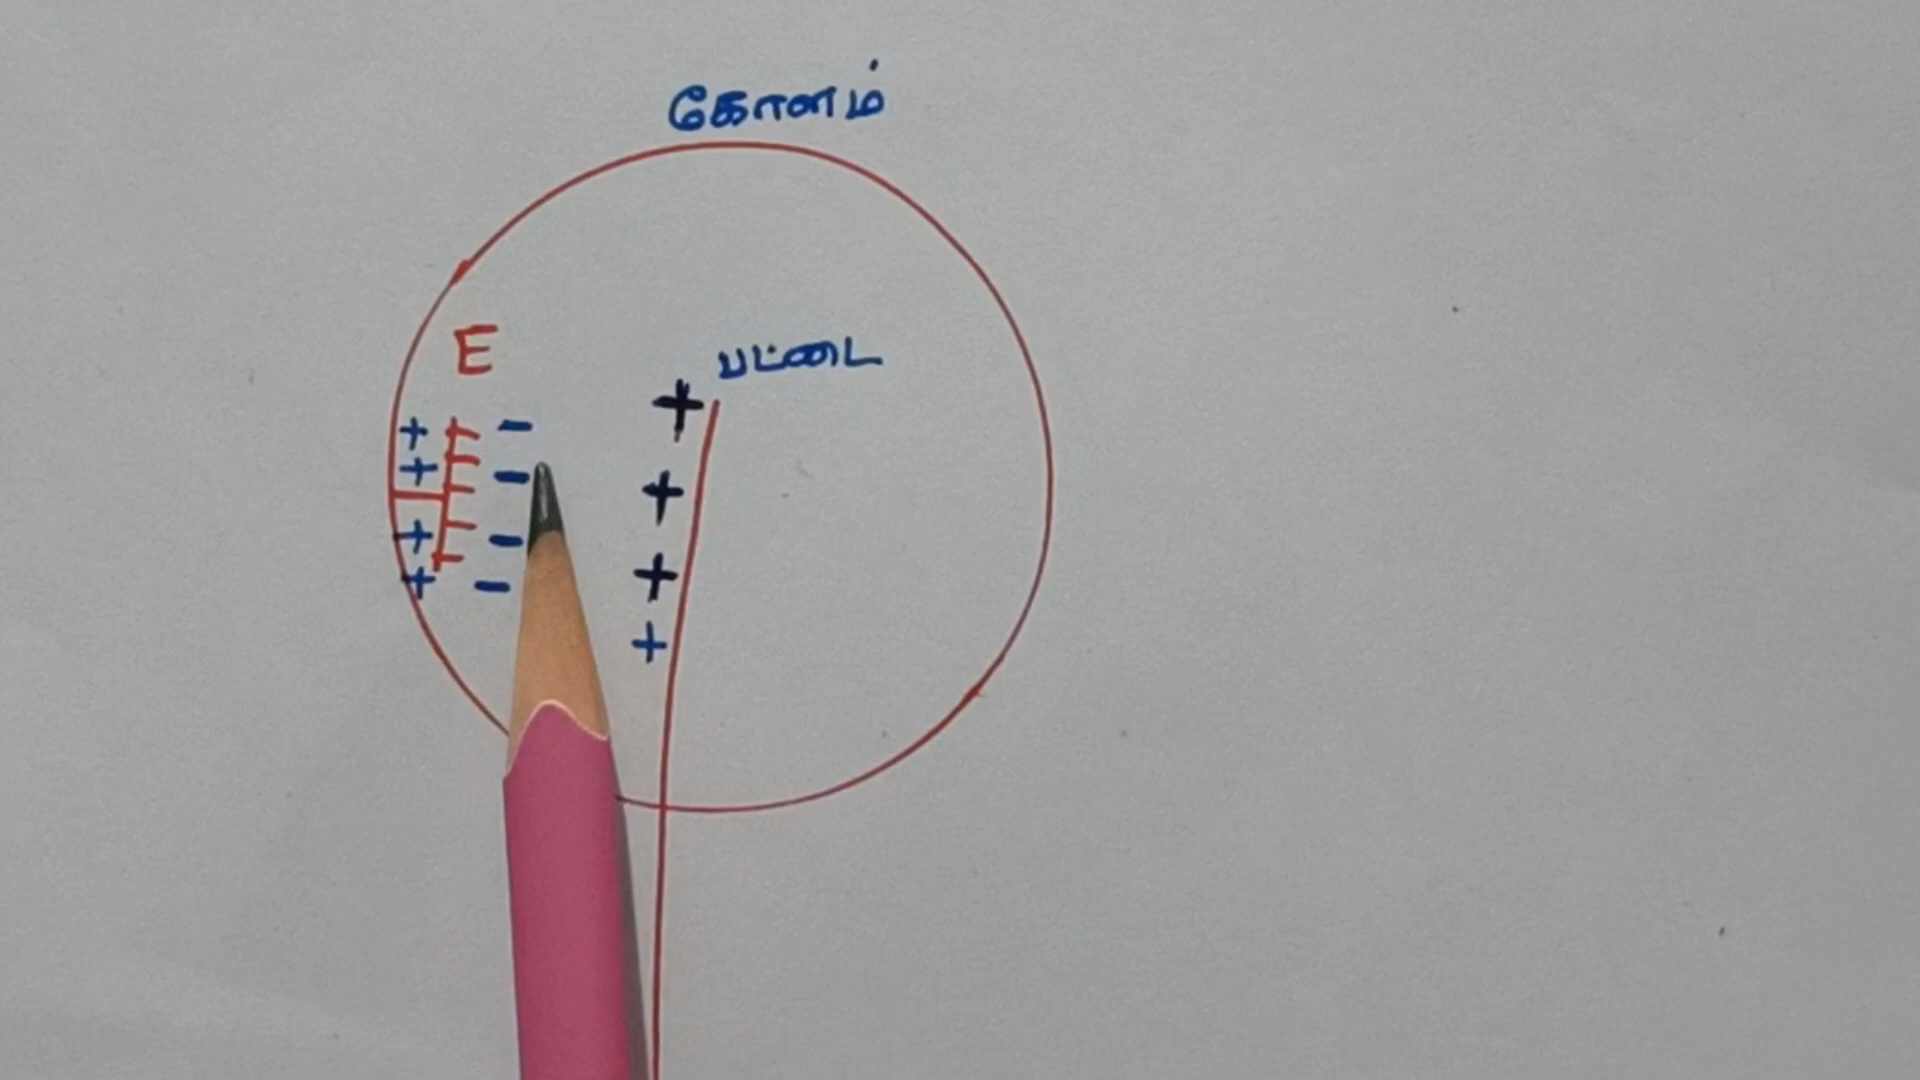 கோளம்
E
பட்டை
+ - +
+ - +
+ - +
+ - +